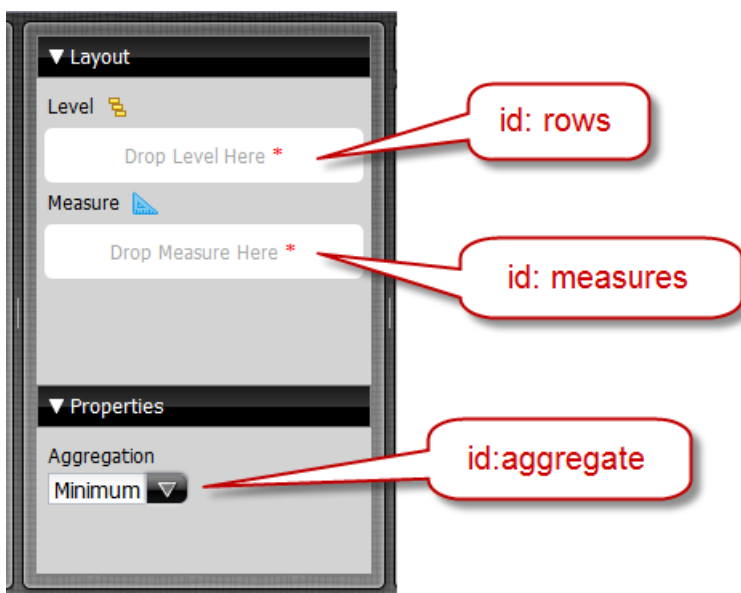 Layout
Level
id: rows
Drop Level Here *
Measure
Drop Measure Here *
id: measures
Properties
Aggregation
id:aggregate
Minimum